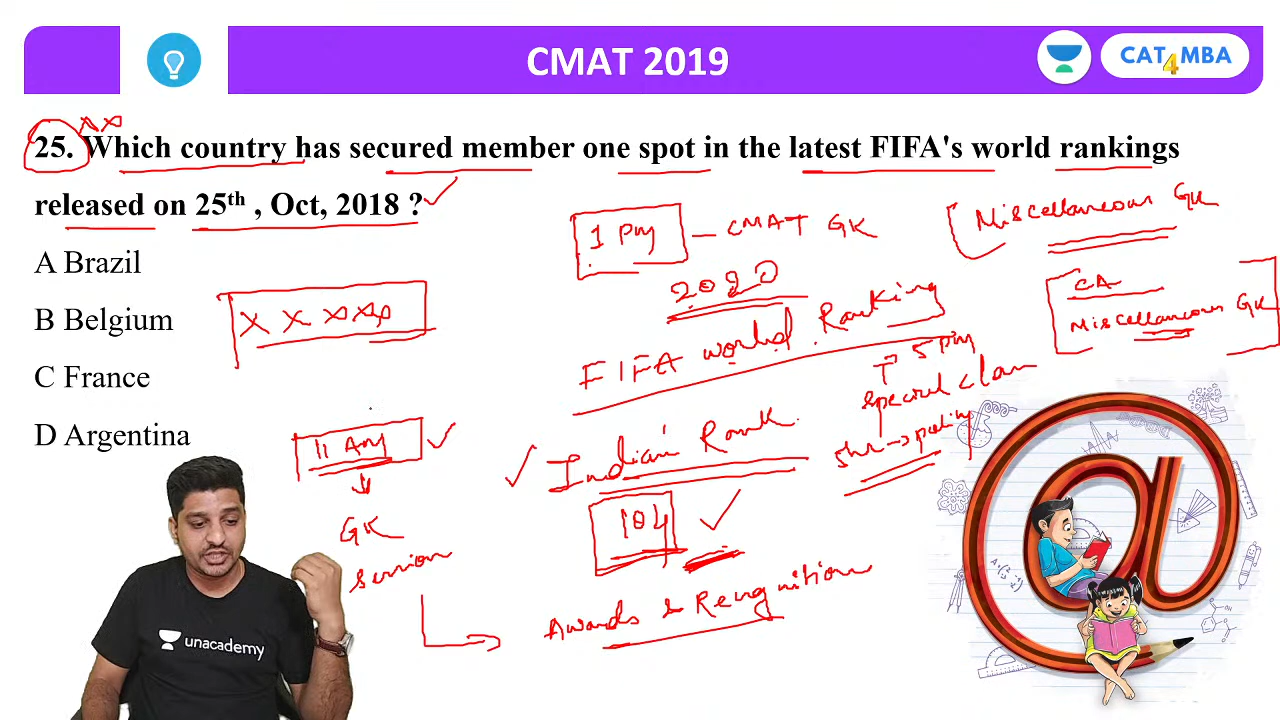 CMAT 2019
CAT4MBA
25. Which country has secured member one spot in the latest FIFA's world rankings
released on 25th , Oct, 2018 ?
A Brazil
B Belgium
C France
D Argentina
1 Pm — CMAT GK
Miscellaneous GK
2020
CA
Miscellaneous GK
X X X X X
FIFA world Ranking
5 pm
special class
5hr →
11 Am
GK
session
Indian's Rank
104
Awards & Recognition
unacademy